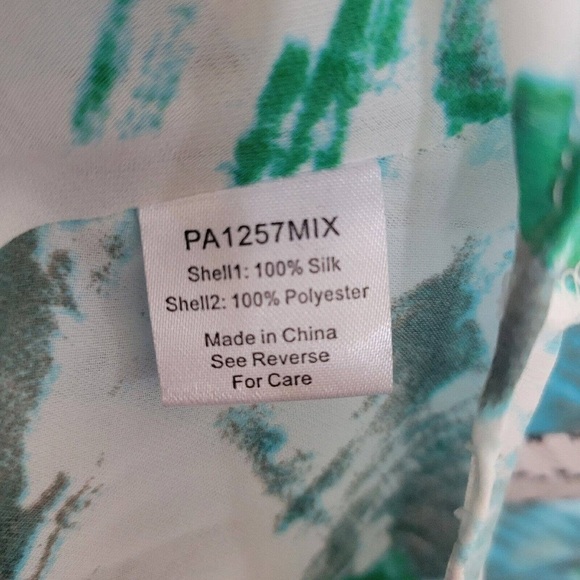 PA1257MIX
Shell1: 100% Silk
Shell2: 100% Polyester
Made in China
See Reverse
For Care